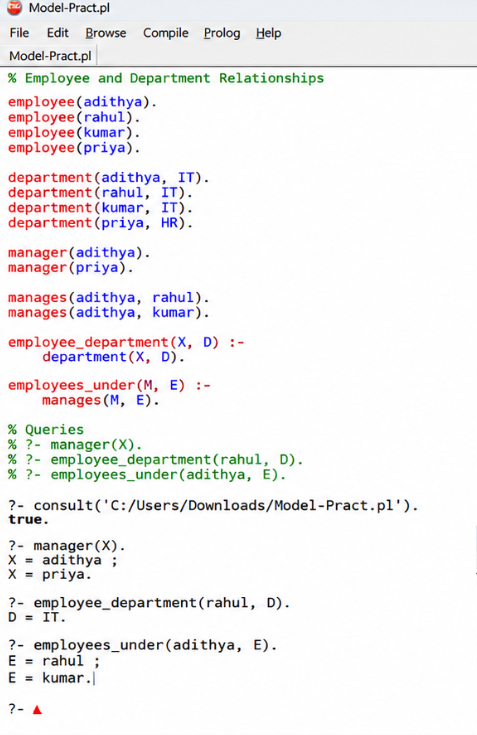 Model-Pract.pl
File Edit Browse Compile Prolog Help
Model-Pract.pl
% Employee and Department Relationships
employee(adithya).
employee(rahul).
employee(kumar).
employee(priya).
department(adithya, IT).
department(rahul, IT).
department(kumar, IT).
department(priya, HR).
manager(adithya).
manager(priya).
manages(adithya, rahul).
manages(adithya, kumar).
employee_department(X, D) :-
department(X, D).
employees_under(M, E) :-
manages(M, E).
% Queries
% ?- manager(X).
% ?- employee_department(rahul, D).
% ?- employees_under(adithya, E).
?- consult('C:/Users/Downloads/Model-Pract.pl').
true.
?- manager(X).
X = adithya ;
X = priya.
?- employee_department(rahul, D).
D = IT.
?- employees_under(adithya, E).
E = rahul ;
E = kumar.
?-